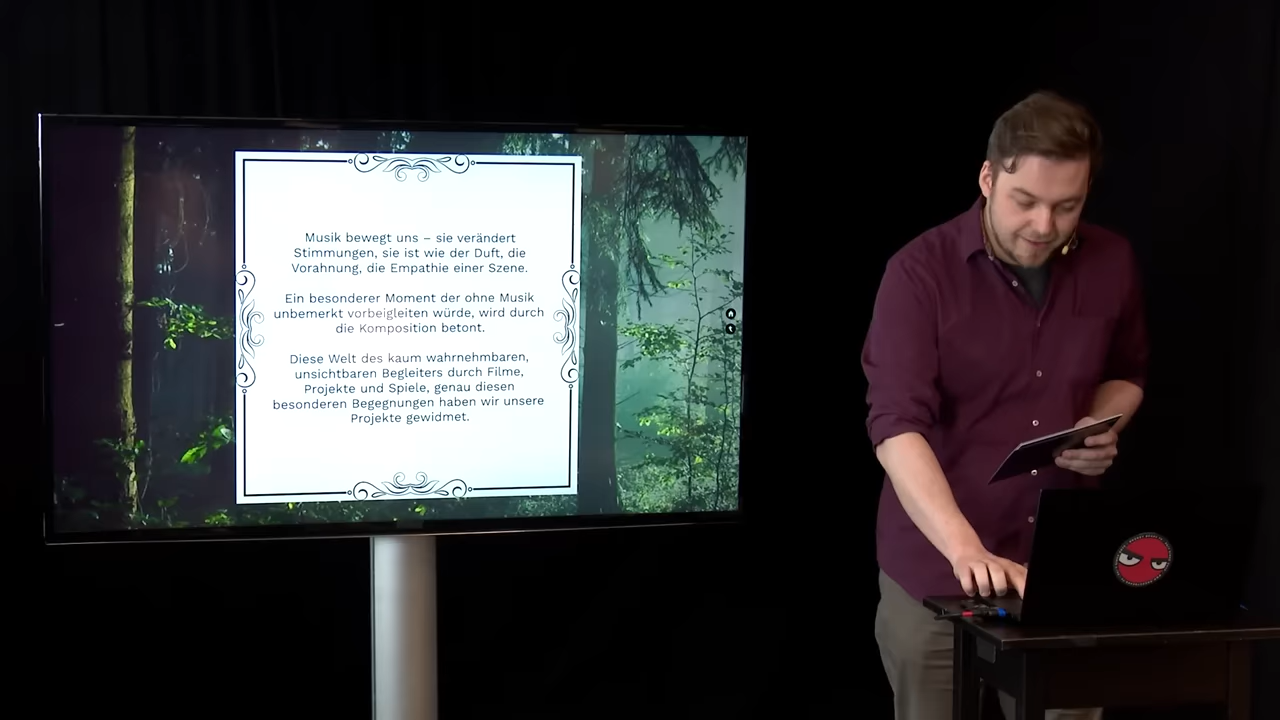 Musik bewegt uns – sie verändert
Stimmungen, sie ist wie der Duft, die
Vorahnung, die Empathie einer Szene.
Ein besonderer Moment der ohne Musik
unbemerkt vorbeigleiten würde, wird durch
die Komposition betont.
Diese Welt des kaum wahrnehmbaren,
unsichtbaren Begleiters durch Filme,
Projekte und Spiele, genau diesen
besonderen Begegnungen haben wir unsere
Projekte gewidmet.